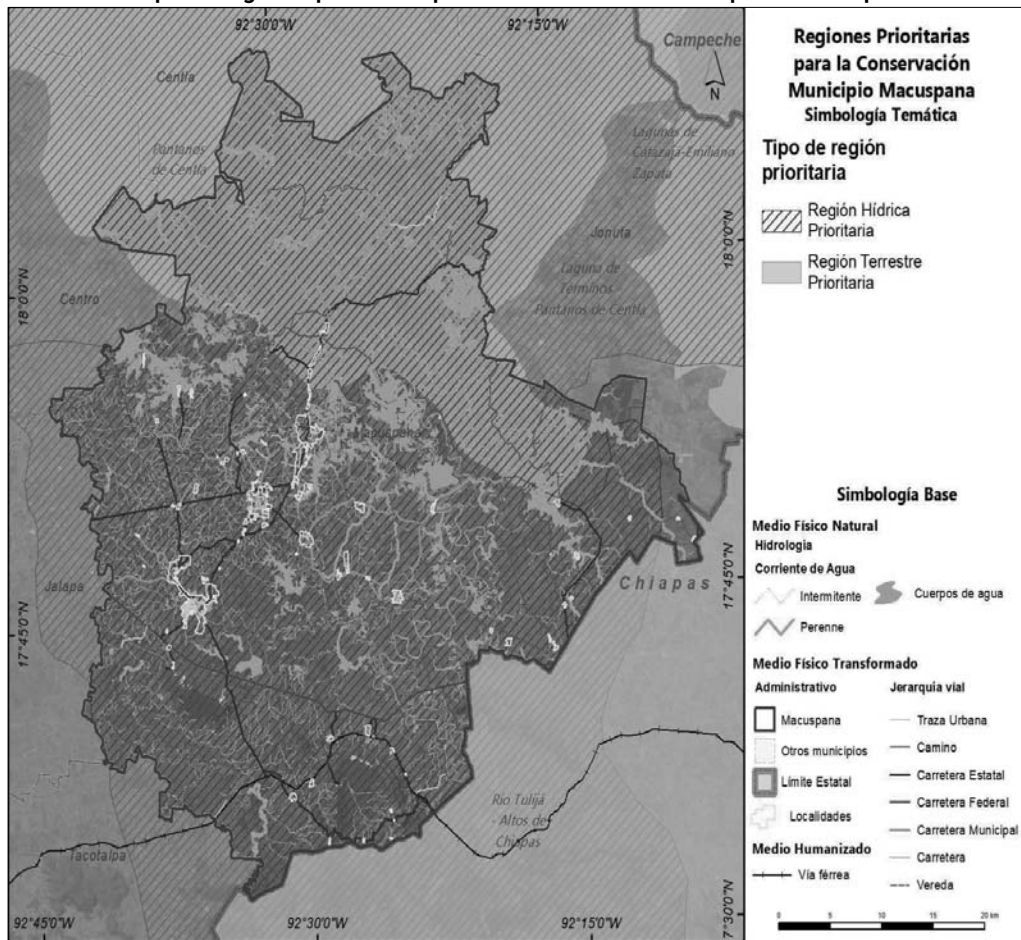 92°30'0"W
92°15'0"W
Campeche
N
Centla
Pantanos
de Centla
Lagunas de
Catazajá-Emiliano
Zapata
Jonuta
Laguna de
Términos -
Pantanos de Centla
Centro
18°0'0"N
18°0'0"N
Macuspana
Jalapa
Chiapas
17°45'0"N
17°45'0"N
Río Tulijá
- Altos de
Chiapas
Tacotalpa
92°45'0"W
92°30'0"W
92°15'0"W
7°30'0"N
Regiones Prioritarias
para la Conservación
Municipio Macuspana
Simbología Temática
Tipo de región
prioritaria
Región Hídrica
Prioritaria
Región Terrestre
Prioritaria
Simbología Base
Medio Físico Natural
Hidrología
Corriente de Agua
Intermitente
Cuerpos de agua
Perenne
Medio Físico Transformado
Administrativo
Jerarquía vial
Macuspana
Traza Urbana
Otros municipios
Camino
Límite Estatal
Carretera Estatal
Localidades
Carretera Federal
Carretera Municipal
Medio Humanizado
Carretera
Vía férrea
Vereda
0 5 10 15 20 km